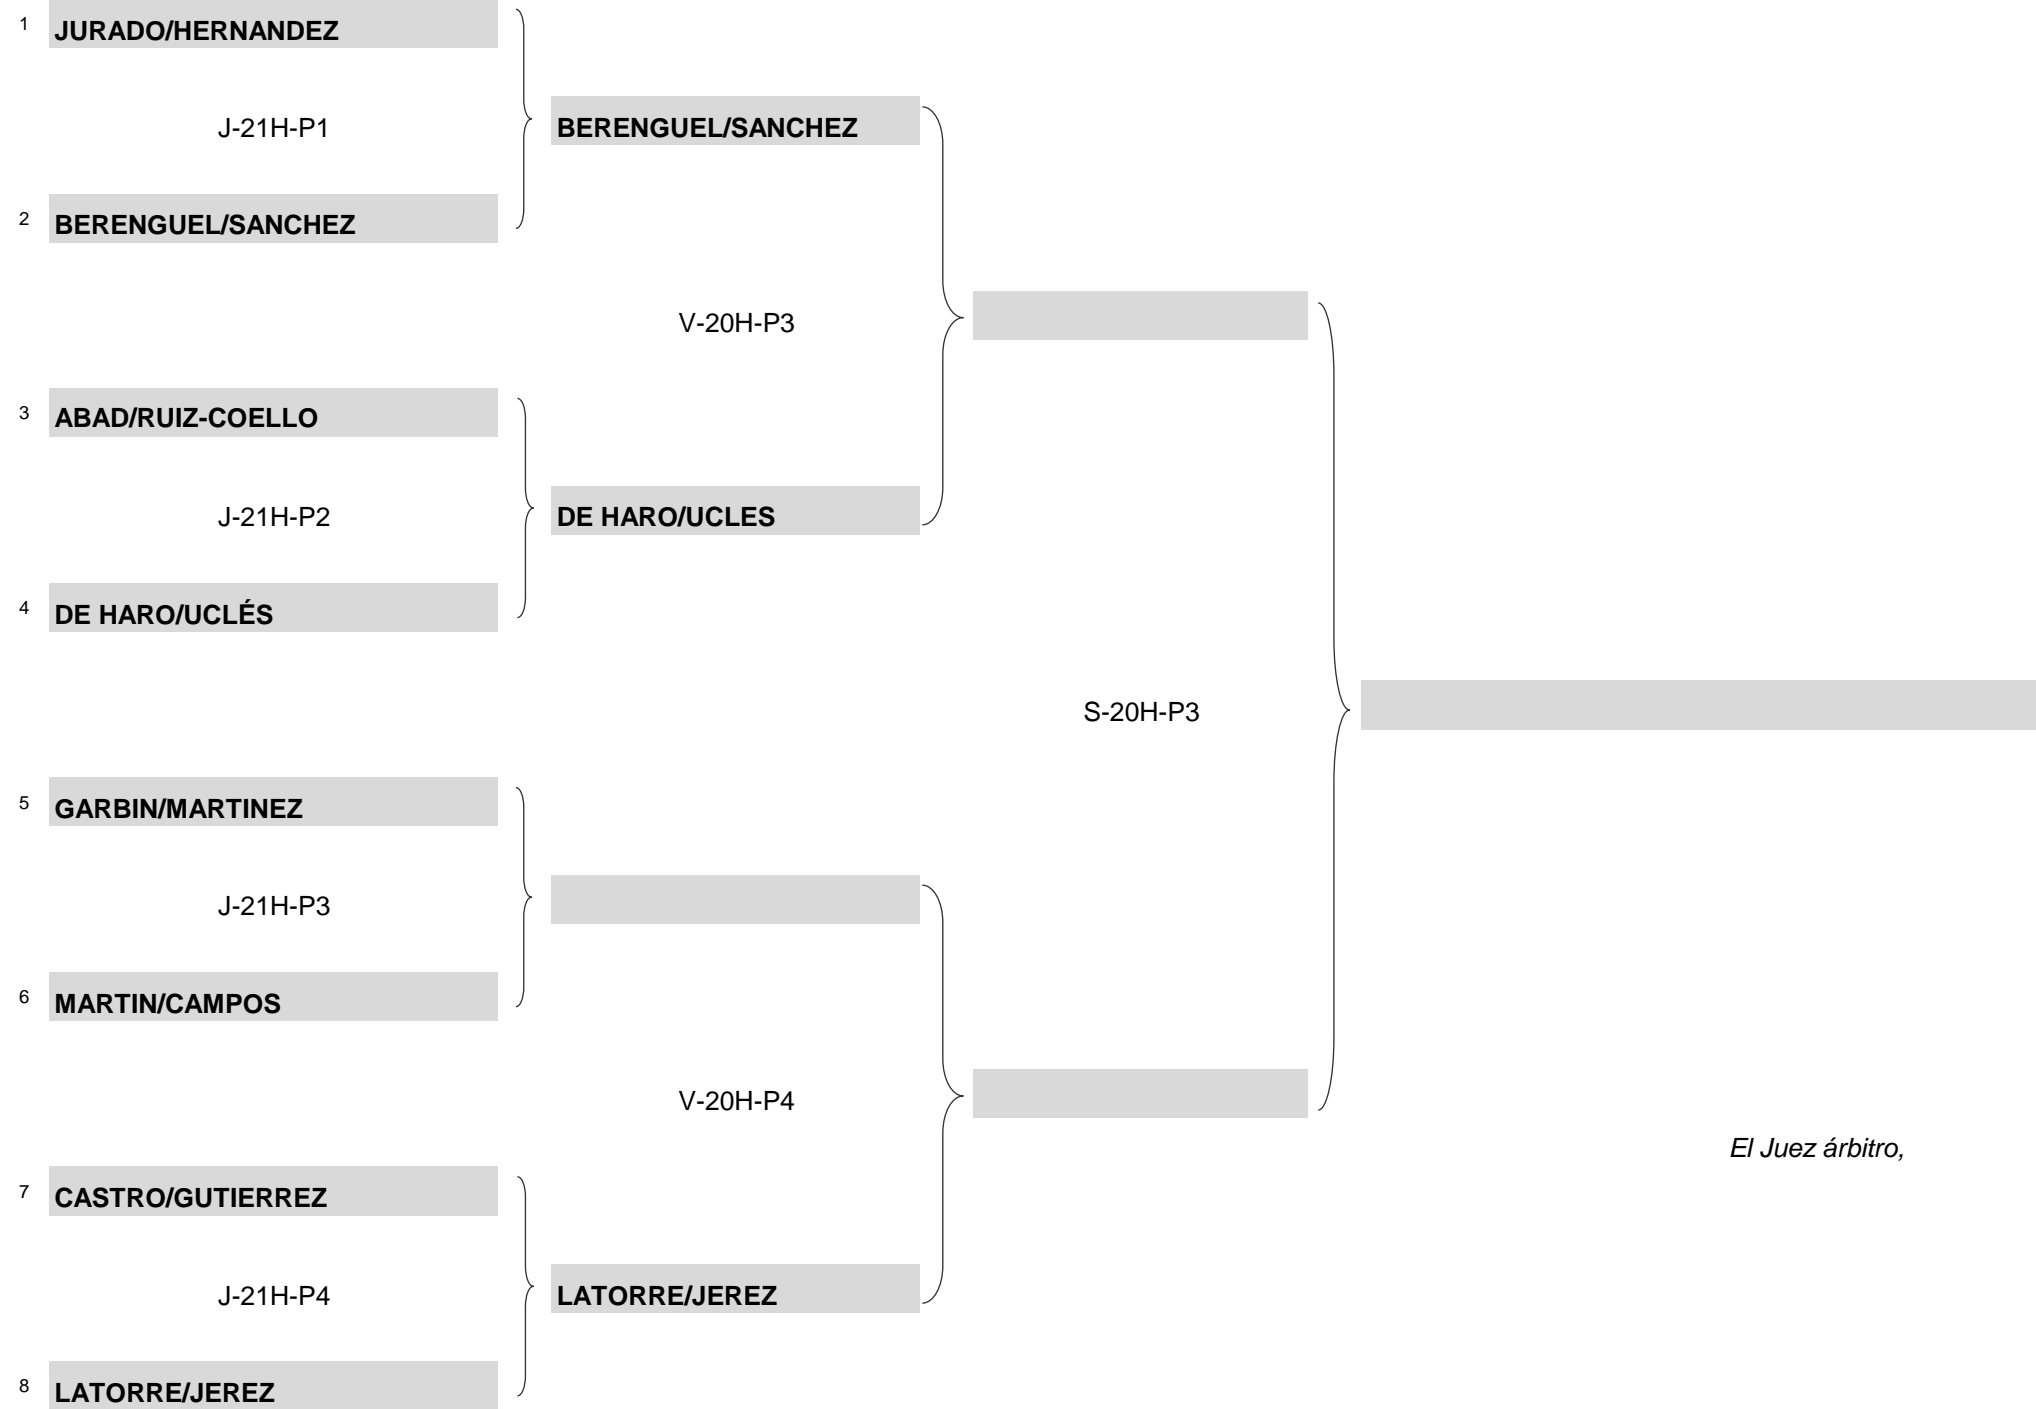 1 JURADO/HERNANDEZ
J-21H-P1
BERENGUEL/SANCHEZ
2 BERENGUEL/SANCHEZ
V-20H-P3
3 ABAD/RUIZ-COELLO
J-21H-P2
DE HARO/UCLES
4 DE HARO/UCLÉS
S-20H-P3
5 GARBIN/MARTINEZ
J-21H-P3
6 MARTIN/CAMPOS
V-20H-P4
El Juez árbitro,
7 CASTRO/GUTIERREZ
J-21H-P4
LATORRE/JEREZ
8 LATORRE/JEREZ